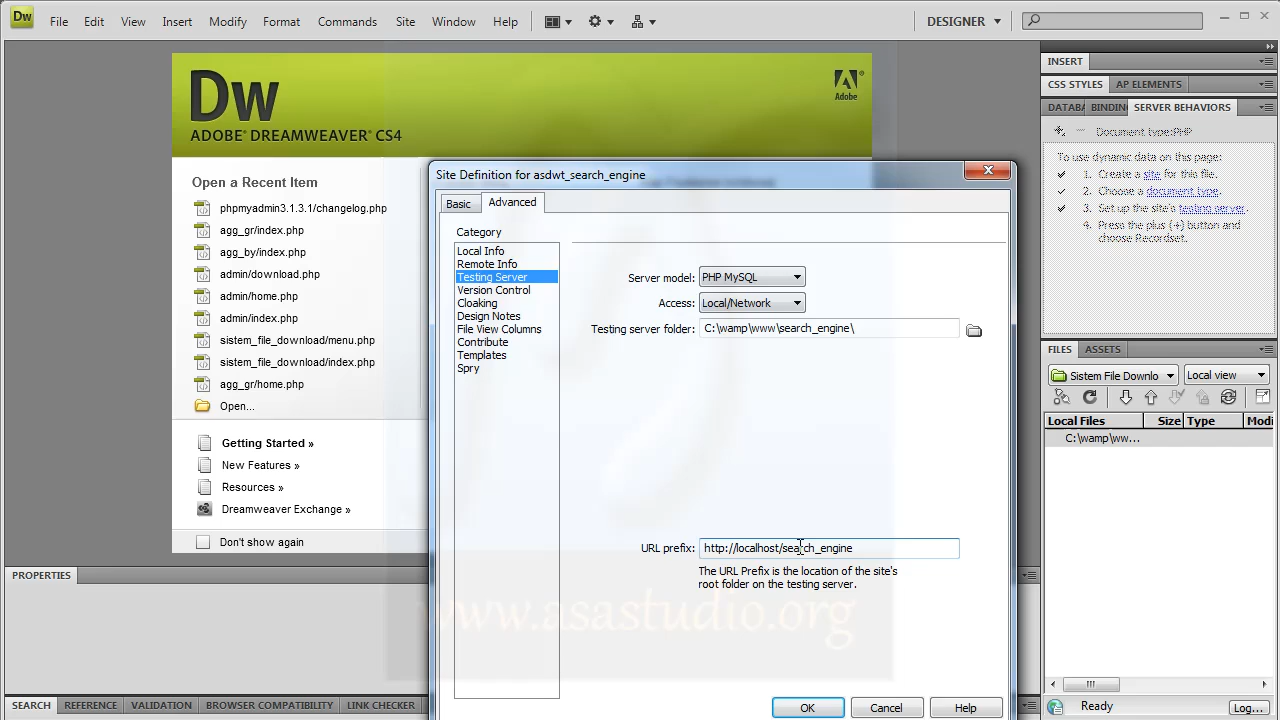 Dw
File Edit View Insert Modify Format Commands Site Window Help
DESIGNER
Dw
ADOBE® DREAMWEAVER® CS4
Adobe
Open a Recent Item
phpmyadmin3.1.3.1/changelog.php
agg_gr/index.php
agg_by/index.php
admin/download.php
admin/home.php
admin/index.php
sistem_file_download/menu.php
sistem_file_download/index.php
agg_gr/home.php
Open...
Getting Started »
New Features »
Resources »
Dreamweaver Exchange »
Don't show again
PROPERTIES
SEARCH REFERENCE VALIDATION BROWSER COMPATIBILITY LINK CHECKER
Site Definition for asdwt_search_engine
Basic Advanced
Category
Local Info
Remote Info
Testing Server
Version Control
Cloaking
Design Notes
File View Columns
Contribute
Templates
Spry
Server model: PHP MySQL
Access: Local/Network
Testing server folder: C:\wamp\www\search_engine\
URL prefix: http://localhost/search_engine
The URL Prefix is the location of the site's
root folder on the testing server.
www.asastudio.org
OK Cancel Help
INSERT
CSS STYLES AP ELEMENTS
DATABA BINDING SERVER BEHAVIORS
Document type:PHP
To use dynamic data on this page:
1. Create a site for this file.
2. Choose a document type.
3. Set up the site's testing server.
4. Press the plus (+) button and
choose Recordset.
FILES ASSETS
Sistem File Downlo Local view
Local Files Size Type Modi
C:\wamp\ww...
Ready Log...